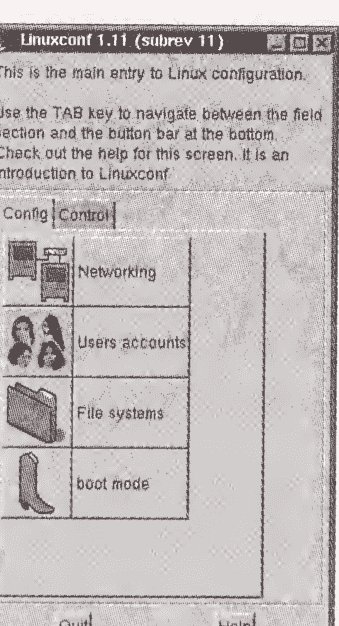 Linuxconf 1.11 (subrev 11)
This is the main entry to Linux configuration.
Use the TAB key to navigate between the field
section and the button bar at the bottom.
Check out the help for this screen. It is an
introduction to Linuxconf
Config Control
Networking
Users accounts
File systems
boot mode
Quit Help